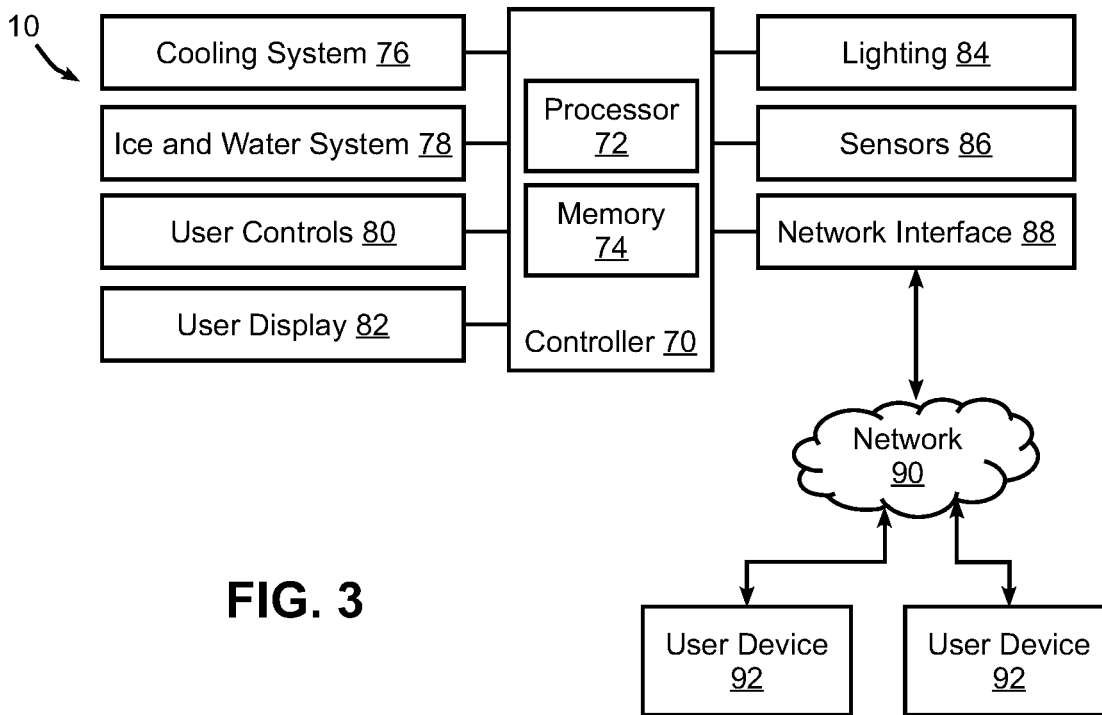 10
Cooling System 76
Ice and Water System 78
User Controls 80
User Display 82
Processor
72
Memory
74
Controller 70
Lighting 84
Sensors 86
Network Interface 88
Network
90
User Device
92
User Device
92
FIG. 3